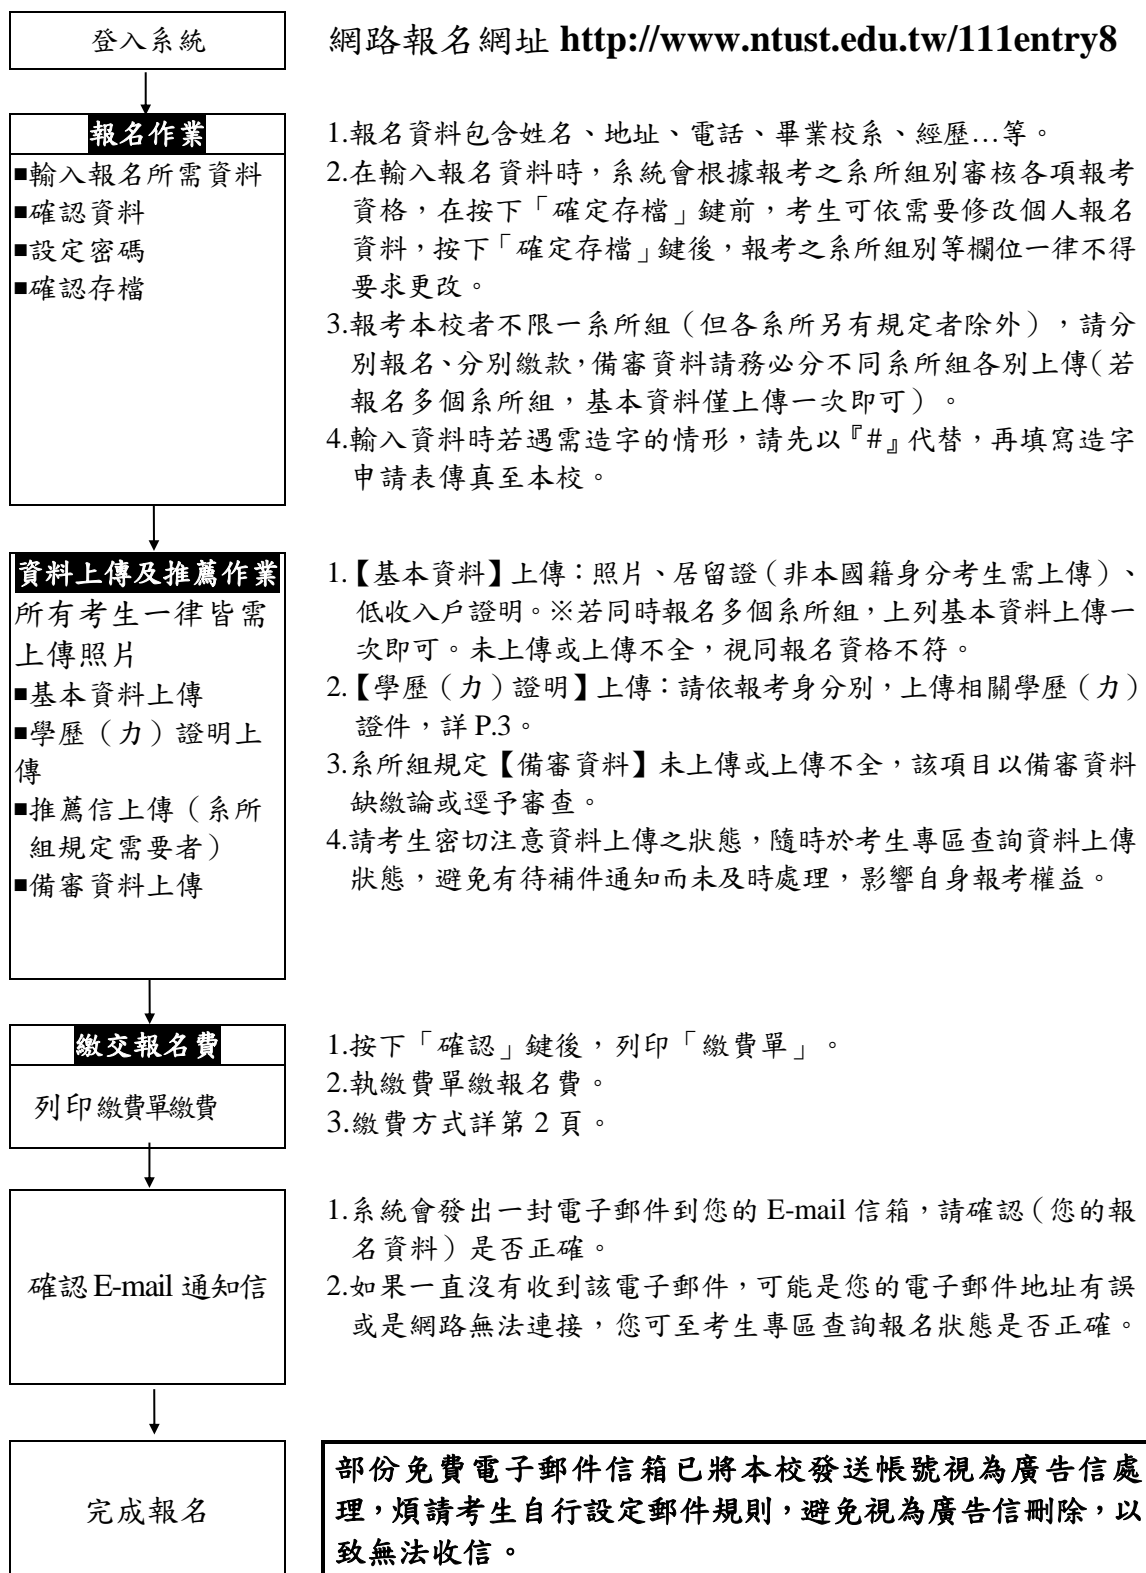 登入系統
網路報名網址 http://www.ntust.edu.tw/111entry8
報名作業
■輸入報名所需資料
■確認資料
■設定密碼
■確認存檔
1.報名資料包含姓名、地址、電話、畢業校系、經歷…等。
2.在輸入報名資料時，系統會根據報考之系所組別審核各項報考
資格，在按下「確定存檔」鍵前，考生可依需要修改個人報名
資料，按下「確定存檔」鍵後，報考之系所組別等欄位一律不得
要求更改。
3.報考本校者不限一系所組（但各系所另有規定者除外），請分
別報名、分別繳款，備審資料請務必分不同系所組各別上傳（若
報名多個系所組，基本資料僅上傳一次即可）。
4.輸入資料時若遇需造字的情形，請先以『#』代替，再填寫造字
申請表傳真至本校。
資料上傳及推薦作業
所有考生一律皆需
上傳照片
■基本資料上傳
■學歷（力）證明上
傳
■推薦信上傳（系所
組規定需要者）
■備審資料上傳
1.【基本資料】上傳：照片、居留證（非本國籍身分考生需上傳）、
低收入戶證明。※若同時報名多個系所組，上列基本資料上傳一
次即可。未上傳或上傳不全，視同報名資格不符。
2.【學歷（力）證明】上傳：請依報考身分別，上傳相關學歷（力）
證件，詳 P.3。
3.系所組規定【備審資料】未上傳或上傳不全，該項目以備審資料
缺繳論或逕予審查。
4.請考生密切注意資料上傳之狀態，隨時於考生專區查詢資料上傳
狀態，避免有待補件通知而未及時處理，影響自身報考權益。
繳交報名費
列印繳費單繳費
1.按下「確認」鍵後，列印「繳費單」。
2.執繳費單繳報名費。
3.繳費方式詳第 2 頁。
確認 E-mail 通知信
1.系統會發出一封電子郵件到您的 E-mail 信箱，請確認（您的報
名資料）是否正確。
2.如果一直沒有收到該電子郵件，可能是您的電子郵件地址有誤
或是網路無法連接，您可至考生專區查詢報名狀態是否正確。
完成報名
部份免費電子郵件信箱已將本校發送帳號視為廣告信處
理，煩請考生自行設定郵件規則，避免視為廣告信刪除，以
致無法收信。